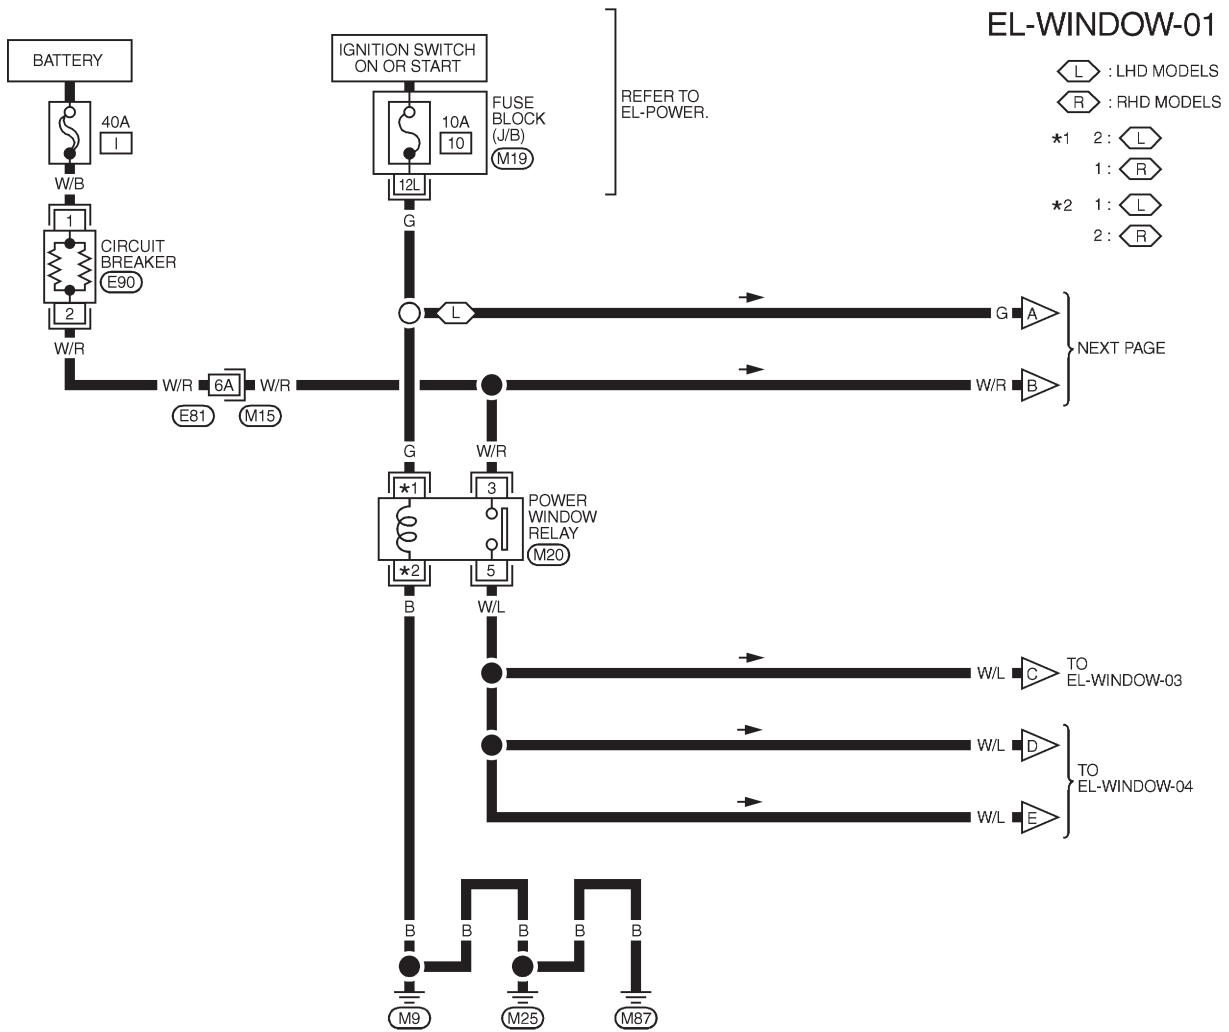 EL-WINDOW-01
L : LHD MODELS
R : RHD MODELS
*1 2 : L
1 : R
*2 1 : L
2 : R
BATTERY
40A
I
W/B
1
CIRCUIT
BREAKER
E90
2
W/R
W/R 6A W/R
E81 M15
IGNITION SWITCH
ON OR START
REFER TO
EL-POWER.
10A
10
FUSE
BLOCK
(J/B)
M19
12L
G
L
G A
W/R B
NEXT PAGE
G W/R
*1 3
POWER
WINDOW
RELAY
M20
*2 5
B W/L
W/L C
TO
EL-WINDOW-03
W/L D
W/L E
TO
EL-WINDOW-04
B B B B B
M9 M25 M87